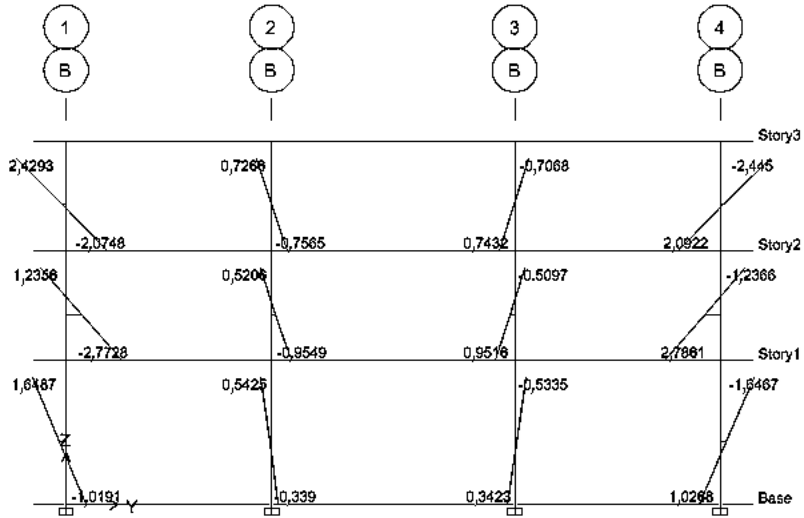 1 2 3 4
B B B B
Story3
2,4293 0,7266 -0,7068 -2,445
-2,0748 -0,7565 0,7432 2,0922 Story2
1,2356 0,5206 -0.5097 -1,2366
-2,7728 -0,9549 0,9516 2,7861 Story1
1,6487 0,5425 -0,5335 -1,6467
Z
-1,0191 Y -0,339 0,3423 1,0268 Base